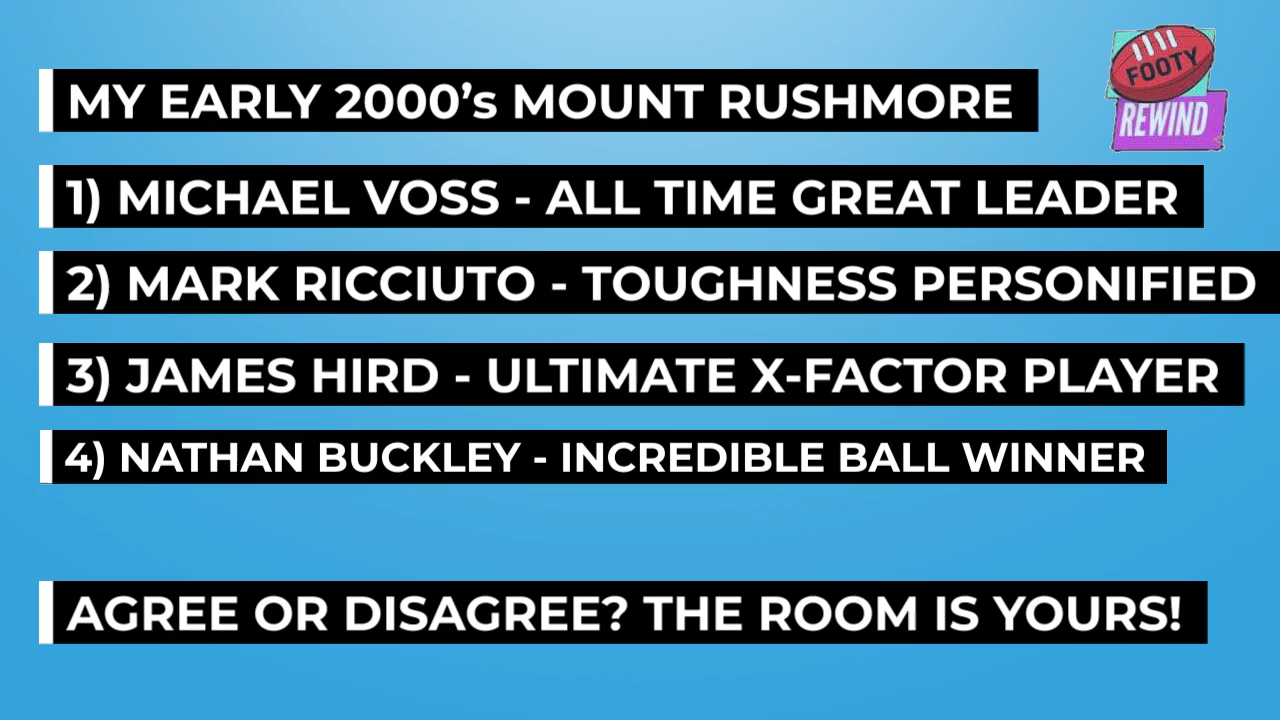 FOOTY
REWIND
MY EARLY 2000’s MOUNT RUSHMORE
1) MICHAEL VOSS - ALL TIME GREAT LEADER
2) MARK RICCIUTO - TOUGHNESS PERSONIFIED
3) JAMES HIRD - ULTIMATE X-FACTOR PLAYER
4) NATHAN BUCKLEY - INCREDIBLE BALL WINNER
AGREE OR DISAGREE? THE ROOM IS YOURS!